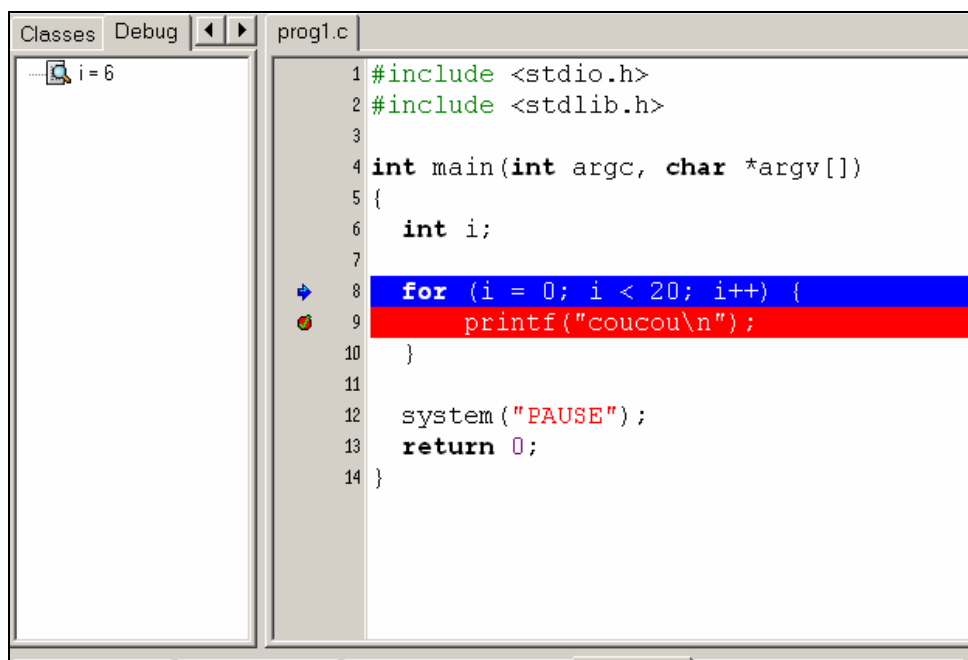 Classes Debug prog1.c
i = 6
1 #include <stdio.h>
2 #include <stdlib.h>
3
4 int main(int argc, char *argv[])
5 {
6 int i;
7
8 for (i = 0; i < 20; i++) {
9 printf("coucou\n");
10 }
11
12 system("PAUSE");
13 return 0;
14 }